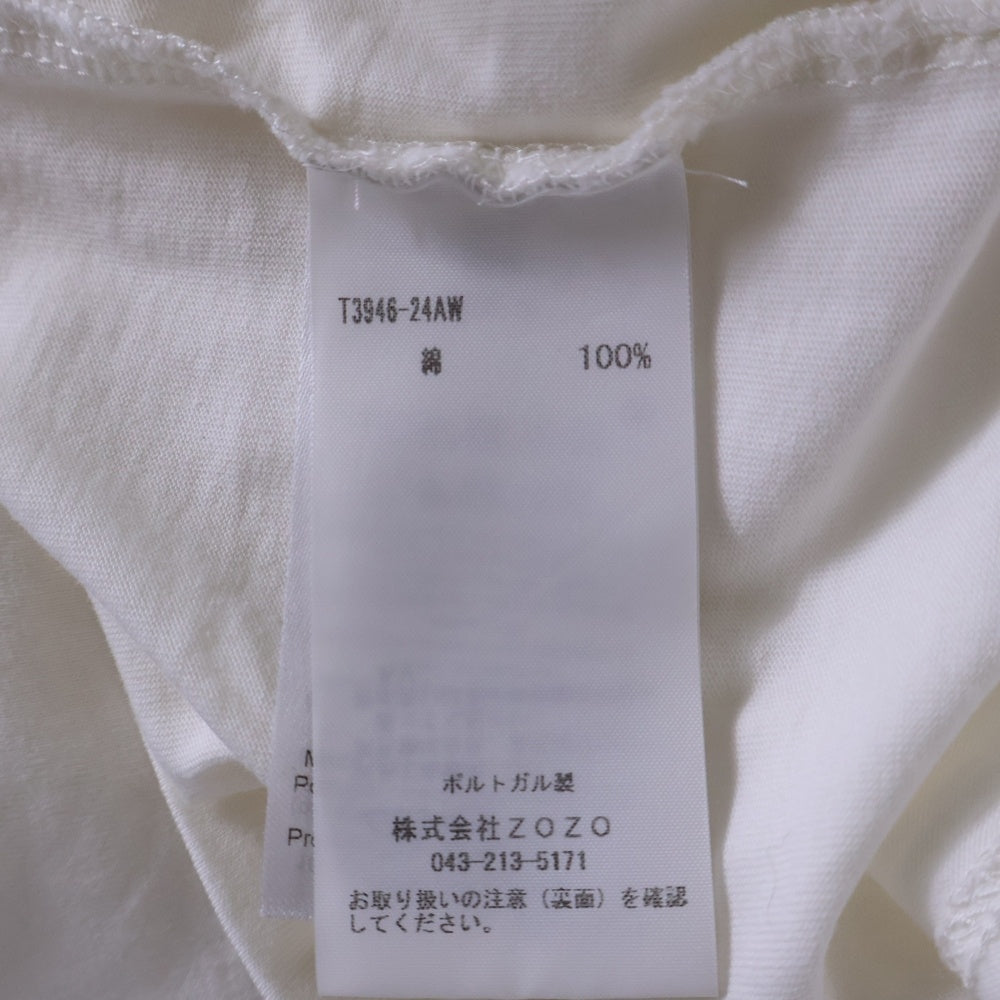 T3946-24AW
綿 100%
ポルトガル製
株式会社ZOZO
043-213-5171
お取り扱いの注意（裏面）を確認
してください。